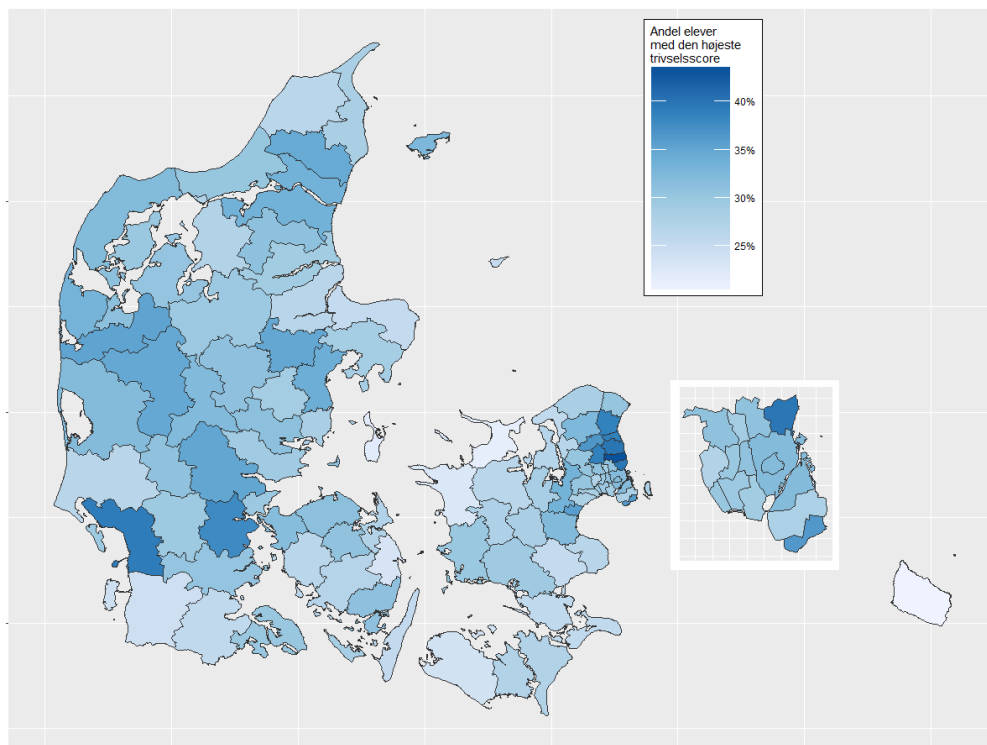 Andel elever
med den højeste
trivselsscore
40%
35%
30%
25%